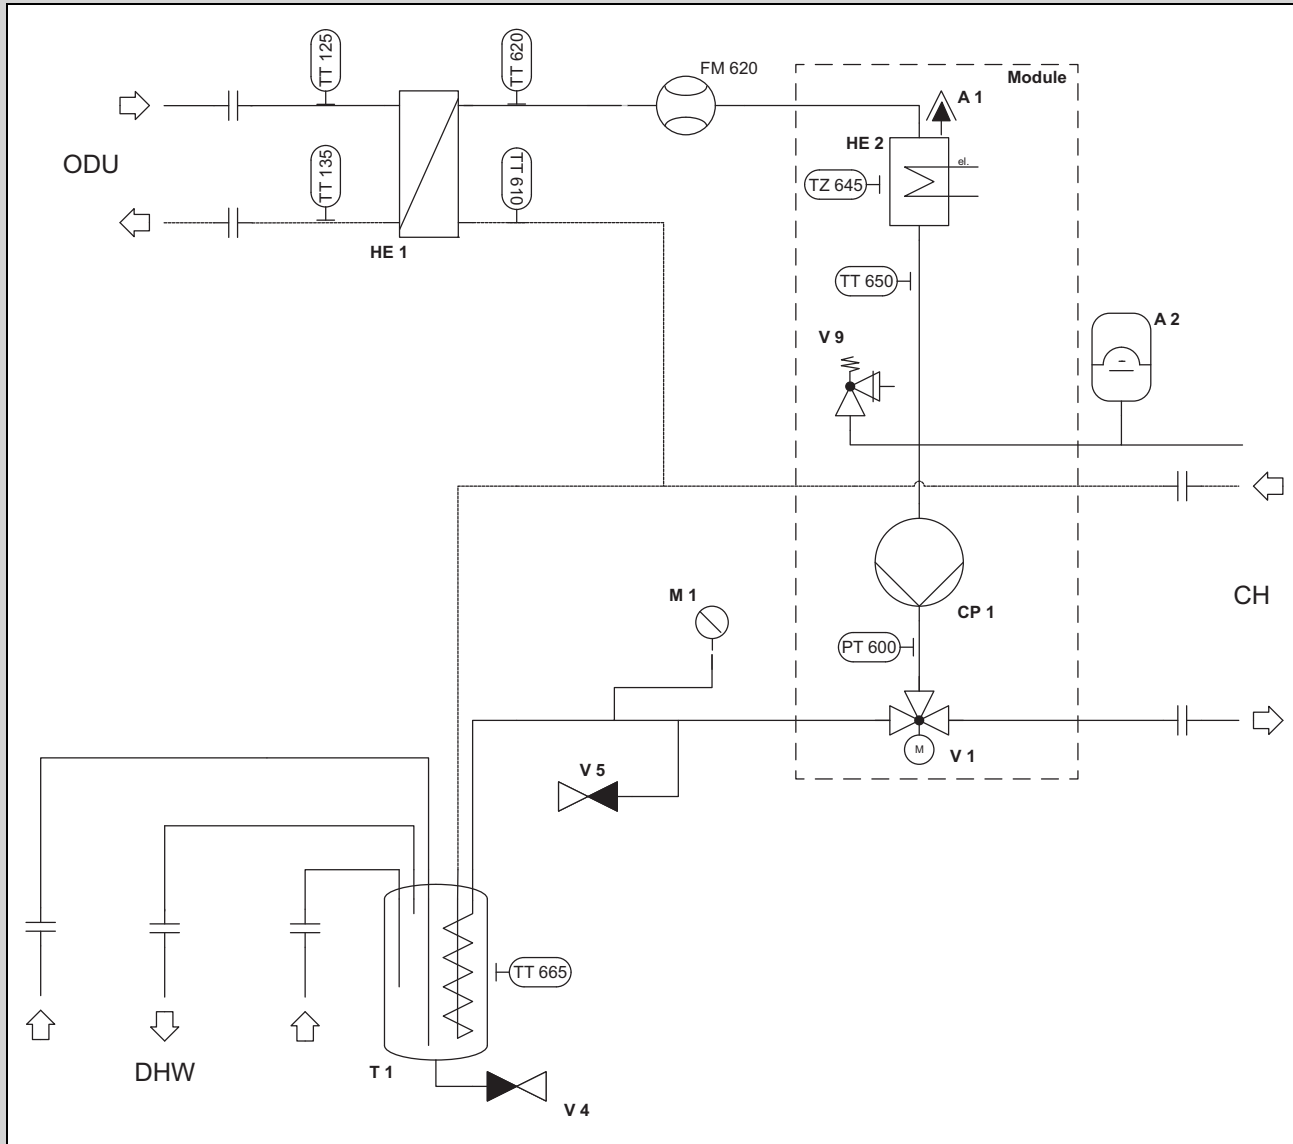 TT 125
TT 620
FM 620
Module
A 1
HE 2
el.
ODU
TT 135
TT 610
TZ 645
HE 1
TT 650
A 2
V 9
M 1
CP 1
CH
PT 600
M
V 1
V 5
TT 665
DHW
T 1
V 4